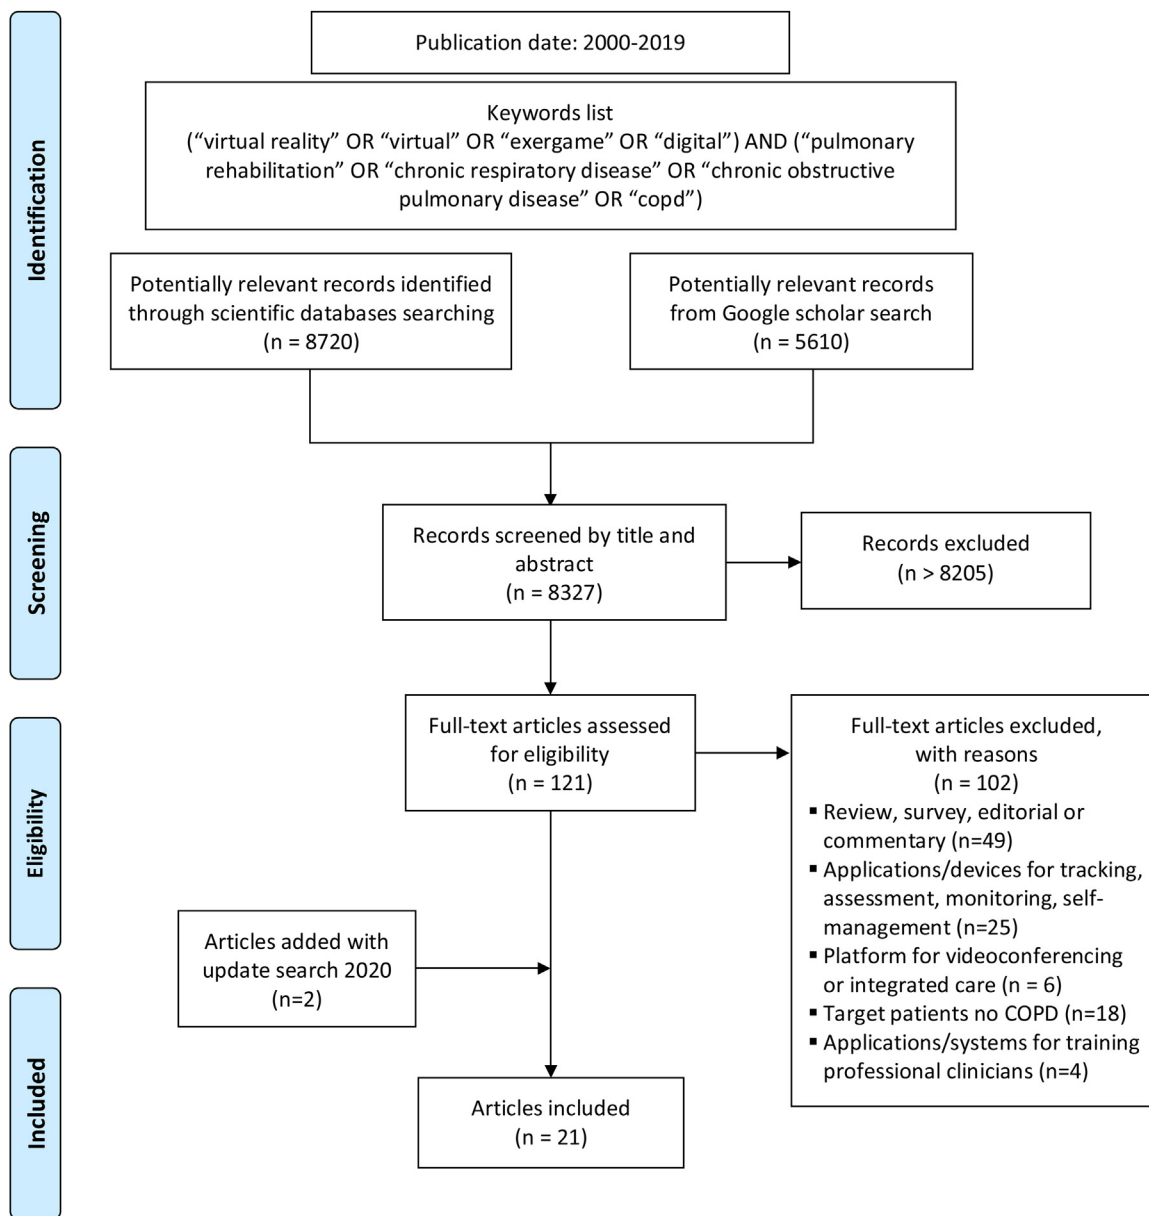 Identification
Publication date: 2000-2019
Keywords list
(“virtual reality” OR “virtual” OR “exergame” OR “digital”) AND (“pulmonary
rehabilitation” OR “chronic respiratory disease” OR “chronic obstructive
pulmonary disease” OR “copd”)
Potentially relevant records identified
through scientific databases searching
(n = 8720)
Potentially relevant records
from Google scholar search
(n = 5610)
Screening
Records screened by title and
abstract
(n = 8327)
Records excluded
(n > 8205)
Eligibility
Full-text articles assessed
for eligibility
(n = 121)
Full-text articles excluded,
with reasons
(n = 102)
▪ Review, survey, editorial or
commentary (n=49)
▪ Applications/devices for tracking,
assessment, monitoring, self-
management (n=25)
▪ Platform for videoconferencing
or integrated care (n = 6)
▪ Target patients no COPD (n=18)
▪ Applications/systems for training
professional clinicians (n=4)
Articles added with
update search 2020
(n=2)
Included
Articles included
(n = 21)